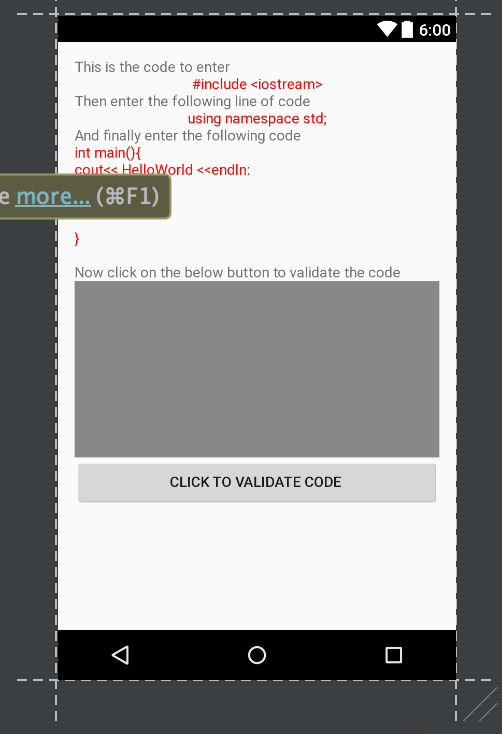 6:00
This is the code to enter
#include <iostream>
Then enter the following line of code
using namespace std;
And finally enter the following code
int main(){
cout<< HelloWorld <<endln:
e more... (⌘F1)
}
Now click on the below button to validate the code
CLICK TO VALIDATE CODE